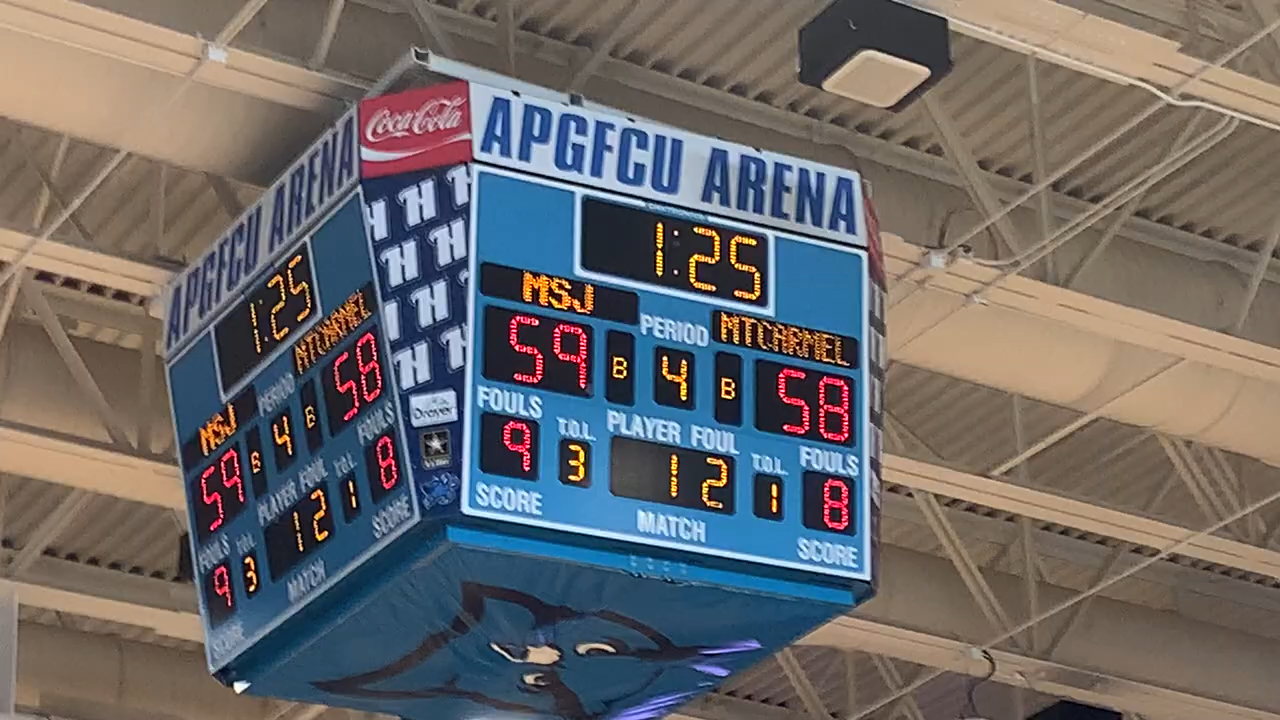 Coca-Cola
APGFCU ARENA
1:25
MSJ PERIOD MTCARMEL
59 B 4 B 58
FOULS T.O.L. PLAYER FOUL T.O.L. FOULS
9 3 12 1 8
SCORE MATCH SCORE
APGFCU ARENA
1:25
MSJ PERIOD MTCARMEL
59 B 4 B 58
FOULS T.O.L. PLAYER FOUL T.O.L. FOULS
9 3 12 1 8
SCORE MATCH SCORE
H H
H H
H H
H H